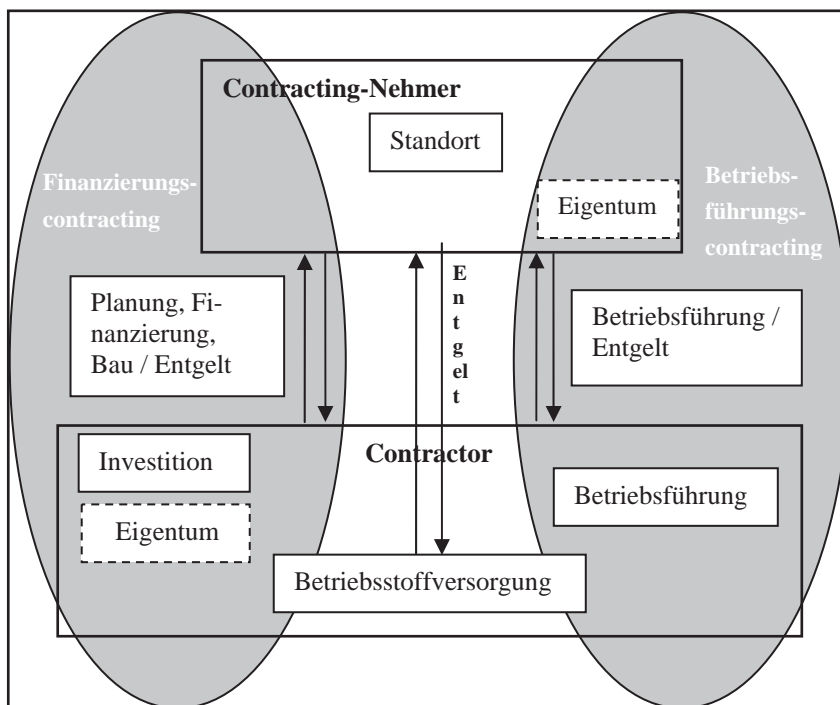 Contracting-Nehmer
Standort
Finanzierungs-
contracting
Betriebs-
führungs-
contracting
Eigentum
E
n
t
g
el
t
Planung, Fi-
nanzierung,
Bau / Entgelt
Betriebsführung /
Entgelt
Contractor
Investition
Eigentum
Betriebsführung
Betriebsstoffversorgung